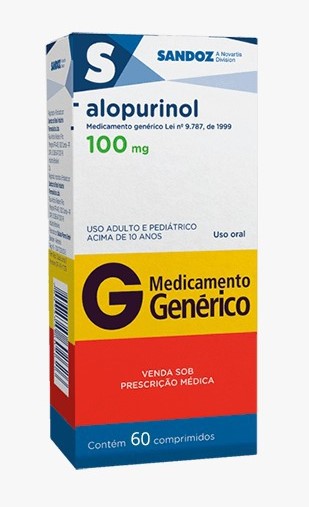 S
SANDOZ A Novartis
Division
alopurinol
Medicamento genérico Lei nº 9.787, de 1999
100 mg
USO ADULTO E PEDIÁTRICO
ACIMA DE 10 ANOS
Uso oral
G Medicamento
Genérico
VENDA SOB
PRESCRIÇÃO MÉDICA
Contém 60 comprimidos